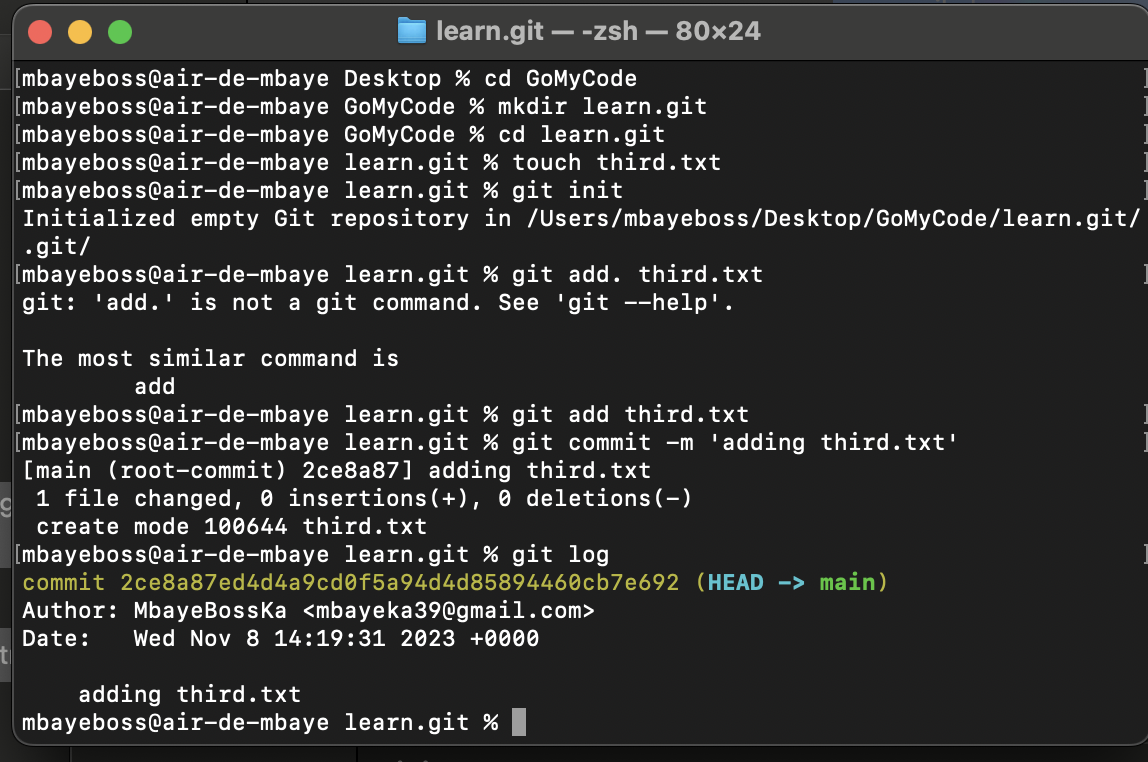 learn.git — -zsh — 80×24
[mbayeboss@air-de-mbaye Desktop % cd GoMyCode ]
[mbayeboss@air-de-mbaye GoMyCode % mkdir learn.git ]
[mbayeboss@air-de-mbaye GoMyCode % cd learn.git ]
[mbayeboss@air-de-mbaye learn.git % touch third.txt ]
[mbayeboss@air-de-mbaye learn.git % git init ]
Initialized empty Git repository in /Users/mbayeboss/Desktop/GoMyCode/learn.git/
.git/
[mbayeboss@air-de-mbaye learn.git % git add. third.txt ]
git: 'add.' is not a git command. See 'git --help'.
The most similar command is
add
[mbayeboss@air-de-mbaye learn.git % git add third.txt ]
[mbayeboss@air-de-mbaye learn.git % git commit -m 'adding third.txt' ]
[main (root-commit) 2ce8a87] adding third.txt
1 file changed, 0 insertions(+), 0 deletions(-)
create mode 100644 third.txt
[mbayeboss@air-de-mbaye learn.git % git log ]
commit 2ce8a87ed4d4a9cd0f5a94d4d85894460cb7e692 (HEAD -> main)
Author: MbayeBossKa <mbayeka39@gmail.com>
Date:   Wed Nov 8 14:19:31 2023 +0000
adding third.txt
mbayeboss@air-de-mbaye learn.git %